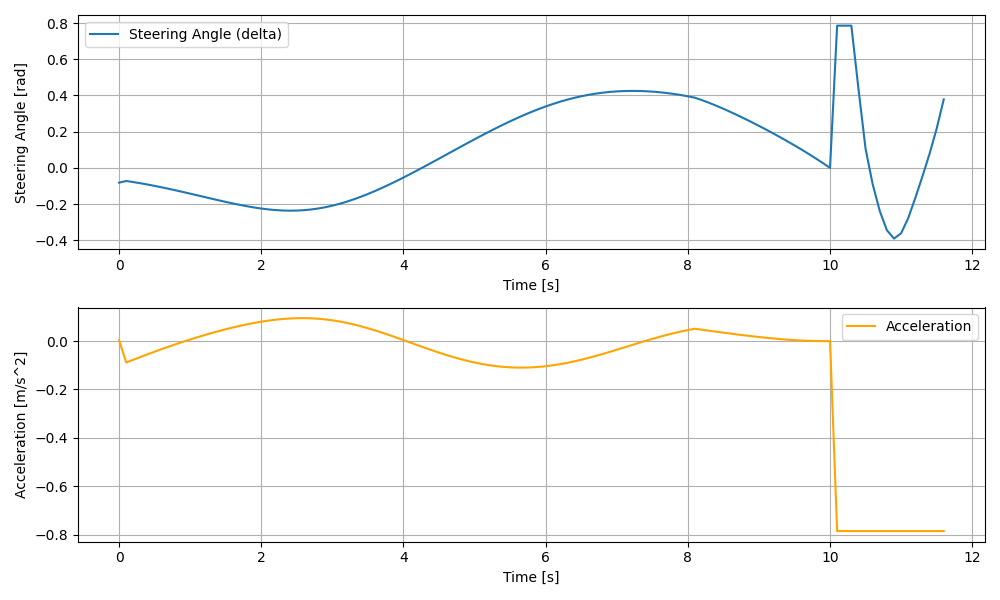 0.8
0.6
0.4
0.2
0.0
−0.2
−0.4
Steering Angle [rad]
Steering Angle (delta)
0 2 4 6 8 10 12
Time [s]
0.0
−0.2
−0.4
−0.6
−0.8
Acceleration [m/s^2]
Acceleration
0 2 4 6 8 10 12
Time [s]